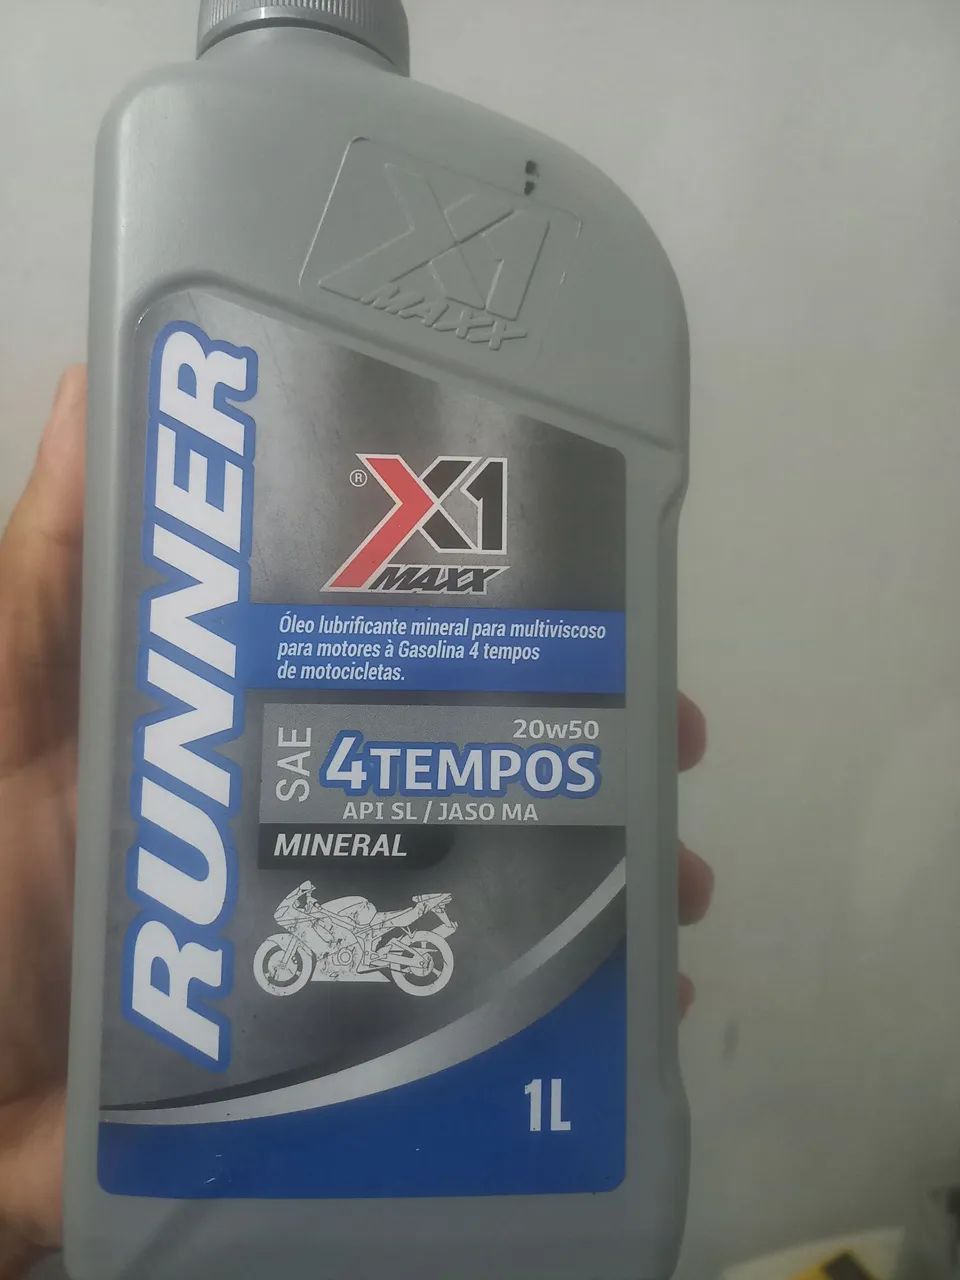 X1
MAXX
RUNNER
® X1
MAXX
Óleo lubrificante mineral para multiviscoso
para motores à Gasolina 4 tempos
de motocicletas.
20w50
SAE 4TEMPOS
API SL / JASO MA
MINERAL
1L